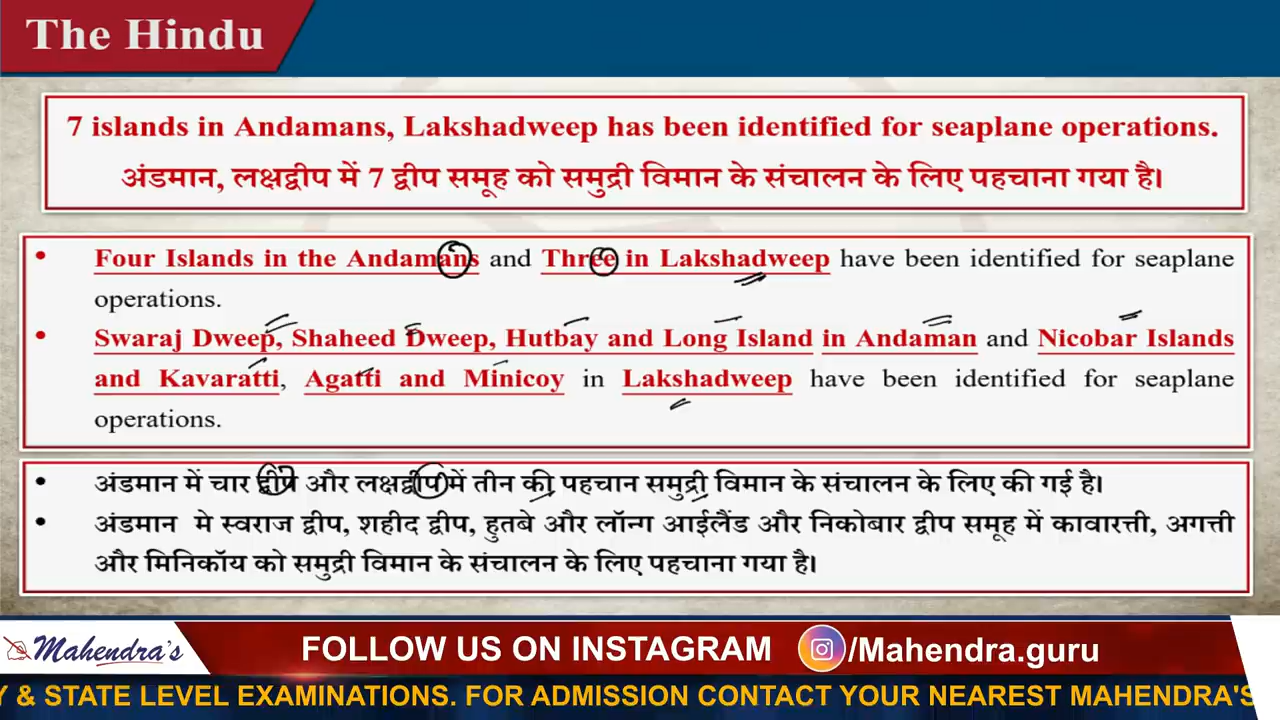 The Hindu
7 islands in Andamans, Lakshadweep has been identified for seaplane operations.
अंडमान, लक्षद्वीप में 7 द्वीप समूह को समुद्री विमान के संचालन के लिए पहचाना गया है।
• Four Islands in the Andamans and Three in Lakshadweep have been identified for seaplane
operations.
• Swaraj Dweep, Shaheed Dweep, Hutbay and Long Island in Andaman and Nicobar Islands
and Kavaratti, Agatti and Minicoy in Lakshadweep have been identified for seaplane
operations.
• अंडमान में चार द्वीप और लक्षद्वीप में तीन की पहचान समुद्री विमान के संचालन के लिए की गई है।
• अंडमान मे स्वराज द्वीप, शहीद द्वीप, हुतबे और लॉन्ग आईलैंड और निकोबार द्वीप समूह में कावारत्ती, अगत्ती
और मिनिकॉय को समुद्री विमान के संचालन के लिए पहचाना गया है।
Mahendra's FOLLOW US ON INSTAGRAM /Mahendra.guru
Y & STATE LEVEL EXAMINATIONS. FOR ADMISSION CONTACT YOUR NEAREST MAHENDRA'S